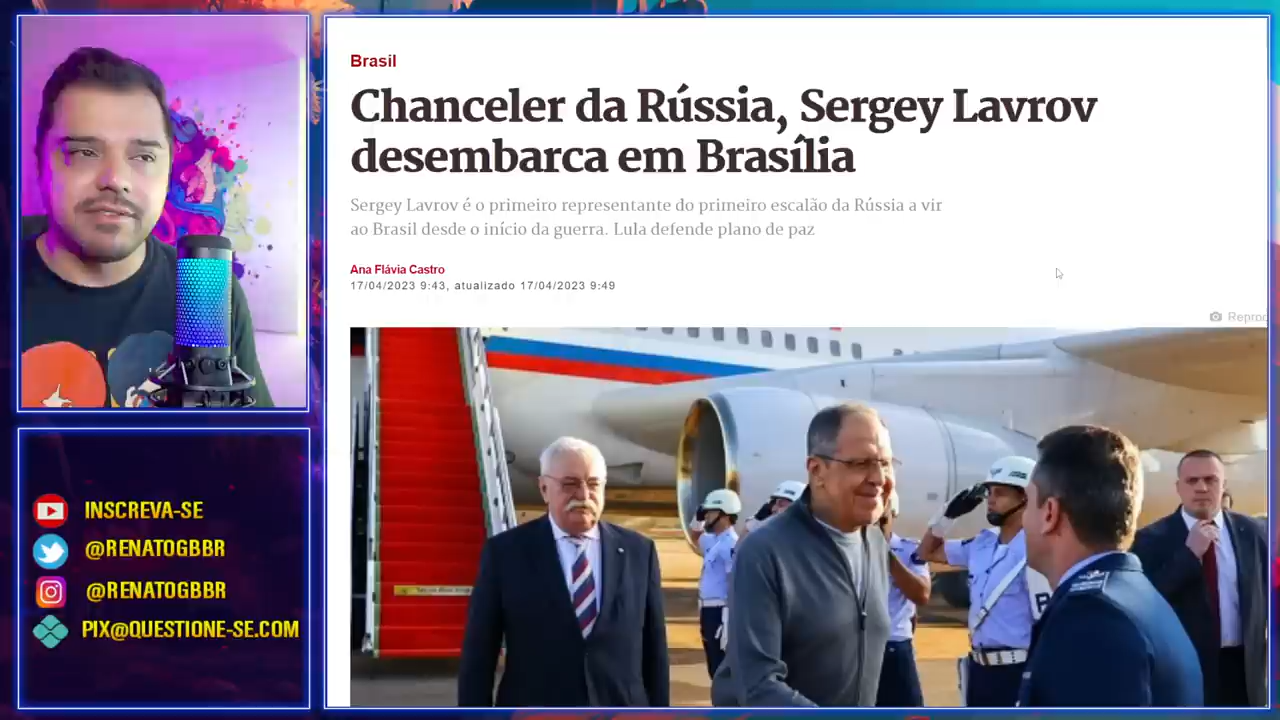 Brasil
Chanceler da Rússia, Sergey Lavrov
desembarca em Brasília
Sergey Lavrov é o primeiro representante do primeiro escalão da Rússia a vir
ao Brasil desde o início da guerra. Lula defende plano de paz
Ana Flávia Castro
17/04/2023 9:43, atualizado 17/04/2023 9:49
INSCREVA-SE
@RENATOGBBR
@RENATOGBBR
PIX@QUESTIONE-SE.COM